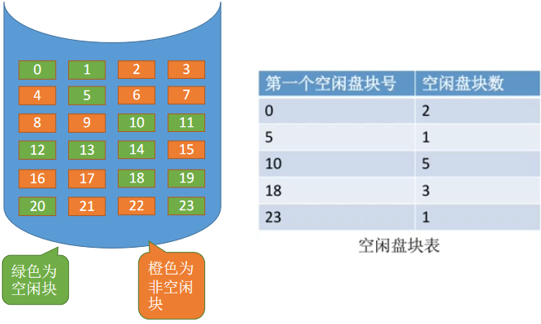 0 1 2 3
4 5 6 7
8 9 10 11
12 13 14 15
16 17 18 19
20 21 22 23
绿色为
空闲块
橙色为
非空闲
块
第一个空闲盘块号 空闲盘块数
0 2
5 1
10 5
18 3
23 1
空闲盘块表